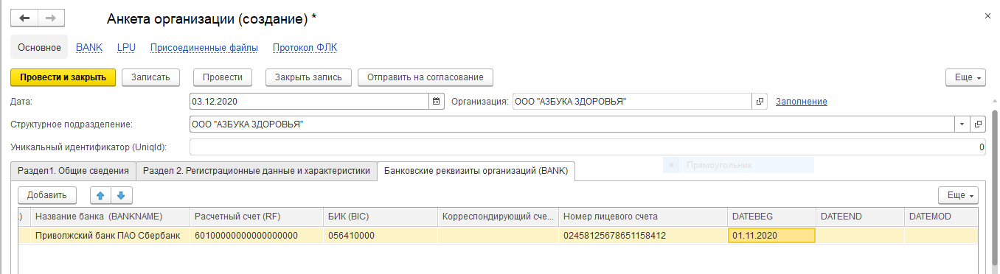 Анкета организации (создание) *
Основное BANK LPU Присоединенные файлы Протокол ФЛК
Провести и закрыть Записать Провести Закрыть запись Отправить на согласование Еще
Дата: 03.12.2020 Организация: ООО "АЗБУКА ЗДОРОВЬЯ" Заполнение
Структурное подразделение: ООО "АЗБУКА ЗДОРОВЬЯ"
Уникальный идентификатор (UniqId): 0
Прямоугольник
Раздел1. Общие сведения Раздел 2. Регистрационные данные и характеристики Банковские реквизиты организаций (BANK)
Добавить Еще
.) Название банка (BANKNAME) Расчетный счет (RF) БИК (BIC) Корреспондирующий сче... Номер лицевого счета DATEBEG DATEEND DATEMOD
Приволжский банк ПАО Сбербанк 60100000000000000000 056410000 02458125678651158412 01.11.2020